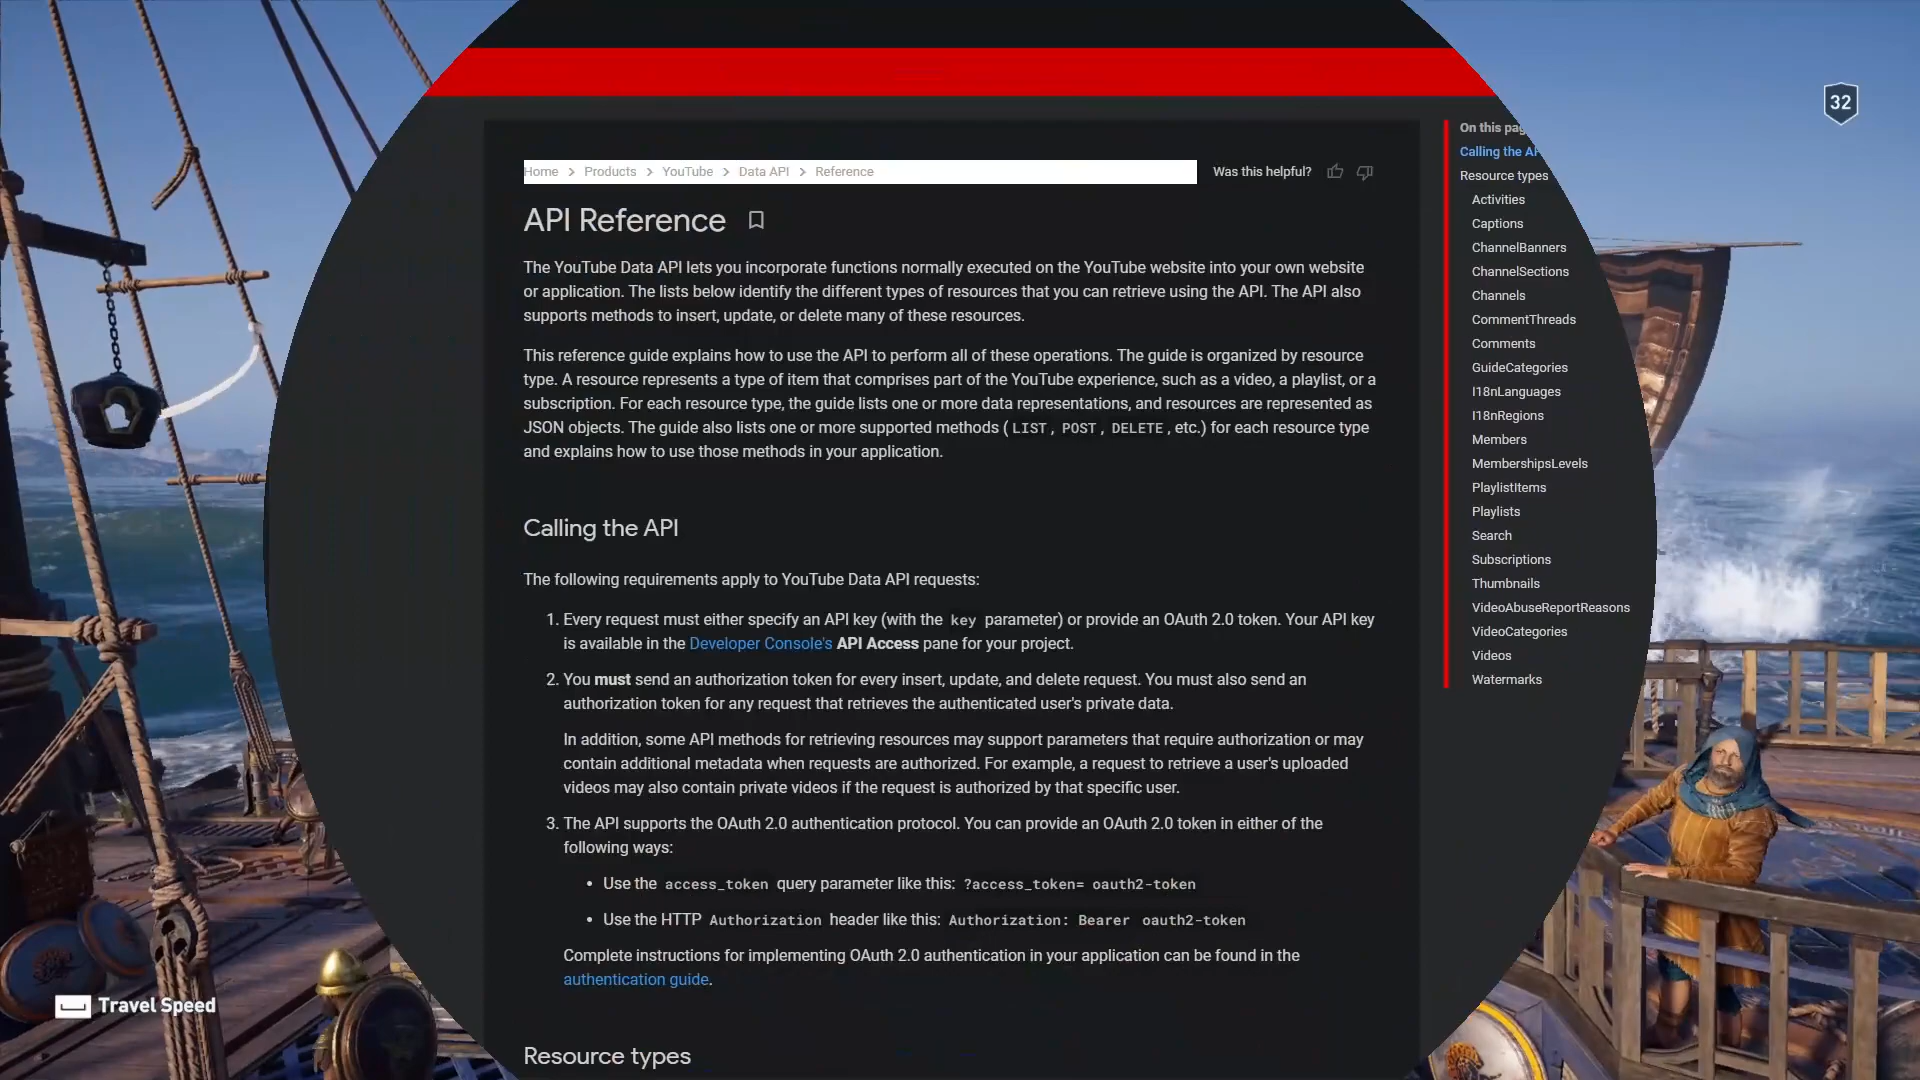 32
On this
Calling the
Resource types
Activities
Captions
ChannelBanners
ChannelSections
Channels
CommentThreads
Comments
GuideCategories
I18nLanguages
I18nRegions
Members
MembershipsLevels
PlaylistItems
Playlists
Search
Subscriptions
Thumbnails
VideoAbuseReportReasons
VideoCategories
Videos
Watermarks
Home > Products > YouTube > Data API > Reference
Was this helpful?
API Reference
The YouTube Data API lets you incorporate functions normally executed on the YouTube website into your own website
or application. The lists below identify the different types of resources that you can retrieve using the API. The API also
supports methods to insert, update, or delete many of these resources.
This reference guide explains how to use the API to perform all of these operations. The guide is organized by resource
type. A resource represents a type of item that comprises part of the YouTube experience, such as a video, a playlist, or a
subscription. For each resource type, the guide lists one or more data representations, and resources are represented as
JSON objects. The guide also lists one or more supported methods (LIST, POST, DELETE, etc.) for each resource type
and explains how to use those methods in your application.
Calling the API
The following requirements apply to YouTube Data API requests:
1. Every request must either specify an API key (with the key parameter) or provide an OAuth 2.0 token. Your API key
is available in the Developer Console's API Access pane for your project.
2. You must send an authorization token for every insert, update, and delete request. You must also send an
authorization token for any request that retrieves the authenticated user's private data.
In addition, some API methods for retrieving resources may support parameters that require authorization or may
contain additional metadata when requests are authorized. For example, a request to retrieve a user's uploaded
videos may also contain private videos if the request is authorized by that specific user.
3. The API supports the OAuth 2.0 authentication protocol. You can provide an OAuth 2.0 token in either of the
following ways:
• Use the access_token query parameter like this: ?access_token= oauth2-token
• Use the HTTP Authorization header like this: Authorization: Bearer oauth2-token
Complete instructions for implementing OAuth 2.0 authentication in your application can be found in the
authentication guide.
Resource types
Travel Speed